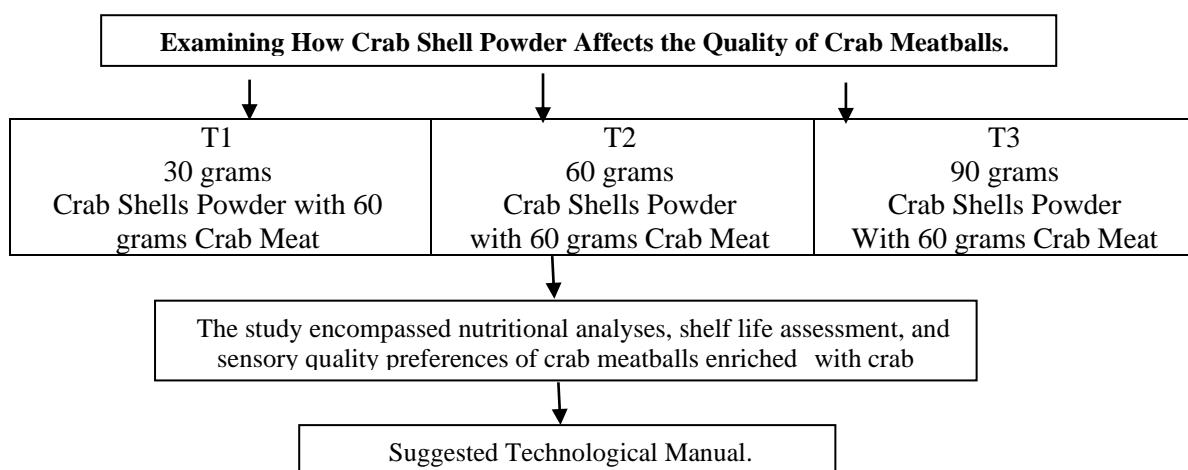 Examining How Crab Shell Powder Affects the Quality of Crab Meatballs.
T1
30 grams
Crab Shells Powder with 60
grams Crab Meat
T2
60 grams
Crab Shells Powder
with 60 grams Crab Meat
T3
90 grams
Crab Shells Powder
With 60 grams Crab Meat
The study encompassed nutritional analyses, shelf life assessment, and
sensory quality preferences of crab meatballs enriched with crab
Suggested Technological Manual.